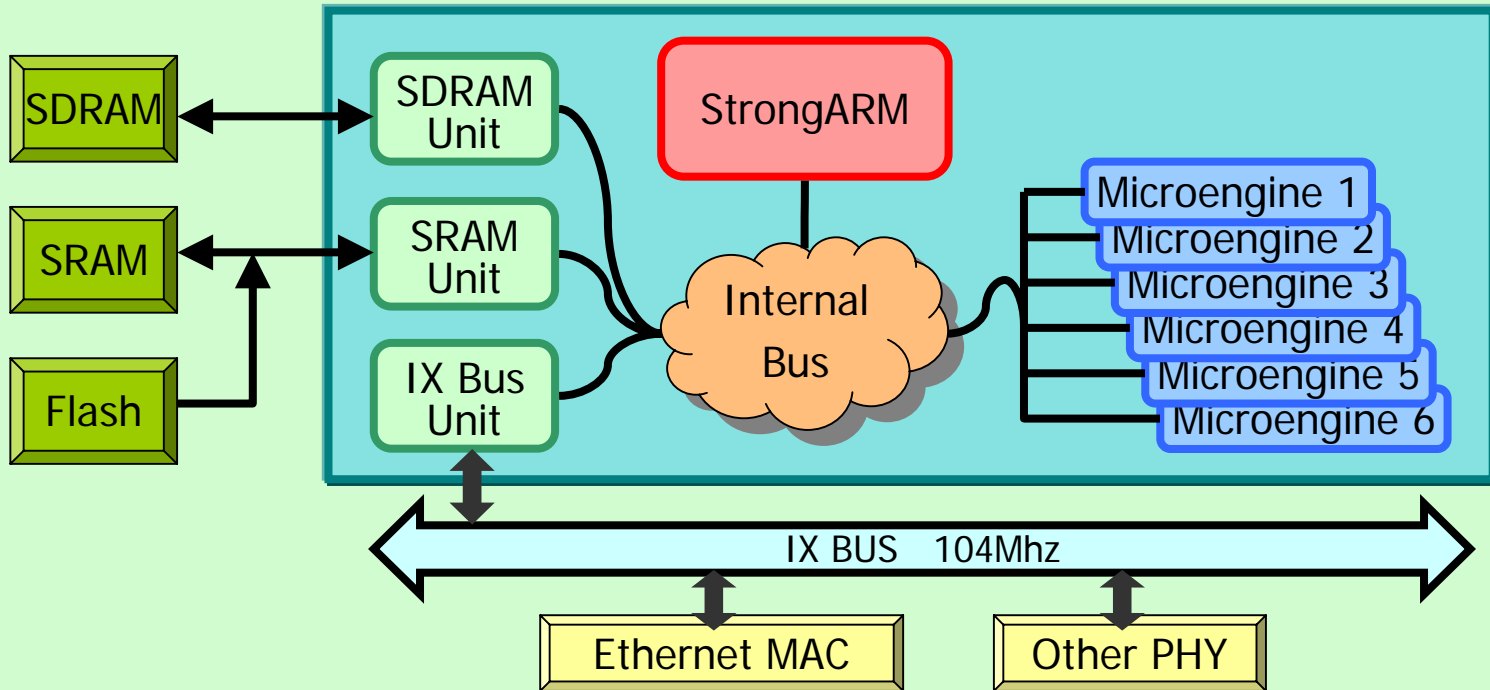 SDRAM
SRAM
Flash
SDRAM
Unit
SRAM
Unit
IX Bus
Unit
StrongARM
Internal
Bus
Microengine 1
Microengine 2
Microengine 3
Microengine 4
Microengine 5
Microengine 6
IX BUS 104Mhz
Ethernet MAC
Other PHY